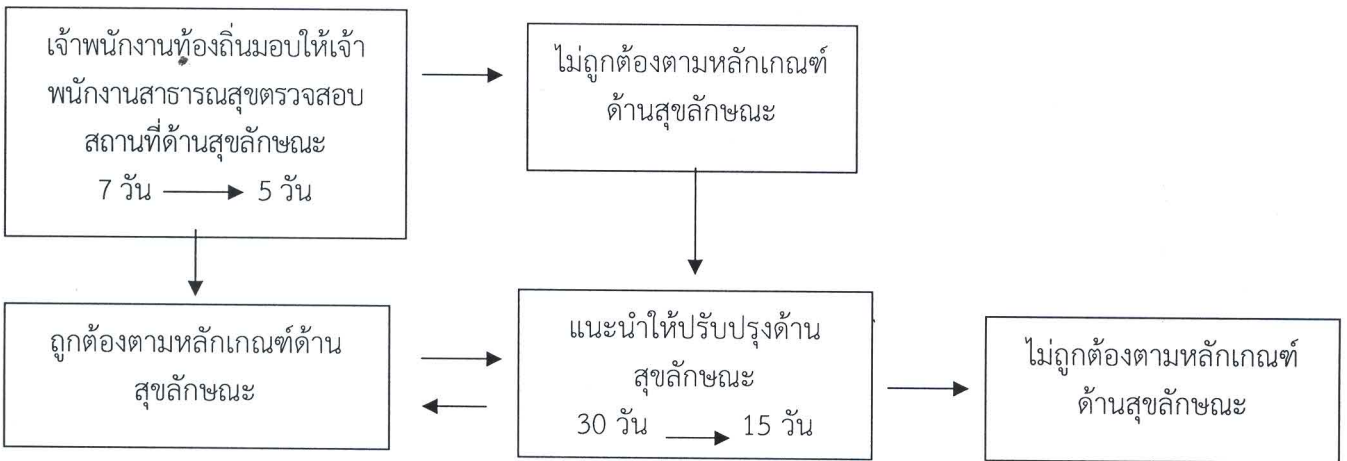 เจ้าพนักงานท้องถิ่นมอบให้เจ้า
พนักงานสาธารณสุขตรวจสอบ
สถานที่ด้านสุขลักษณะ
7 วัน 5 วัน
ไม่ถูกต้องตามหลักเกณฑ์
ด้านสุขลักษณะ
ถูกต้องตามหลักเกณฑ์ด้าน
สุขลักษณะ
แนะนำให้ปรับปรุงด้าน
สุขลักษณะ
30 วัน 15 วัน
ไม่ถูกต้องตามหลักเกณฑ์
ด้านสุขลักษณะ